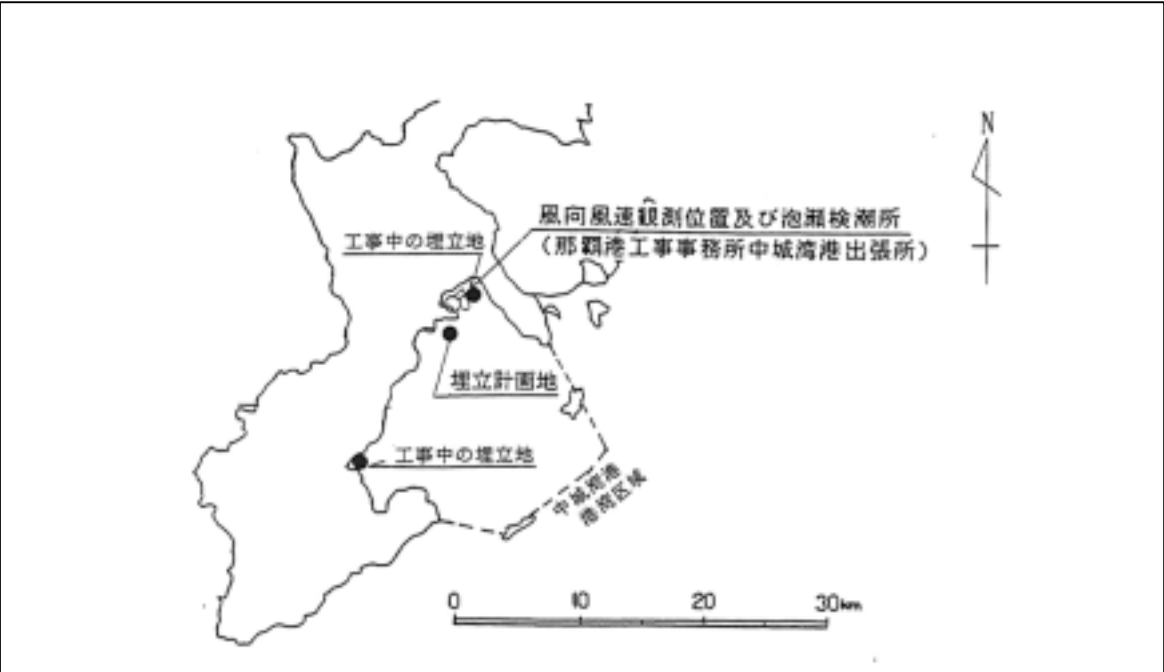 N
風向風速観測位置及び泡瀬検潮所
(那覇港工事事務所中城湾港出張所)
工事中の埋立地
埋立計画地
工事中の埋立地
中城湾港
港湾区域
0 10 20 30km